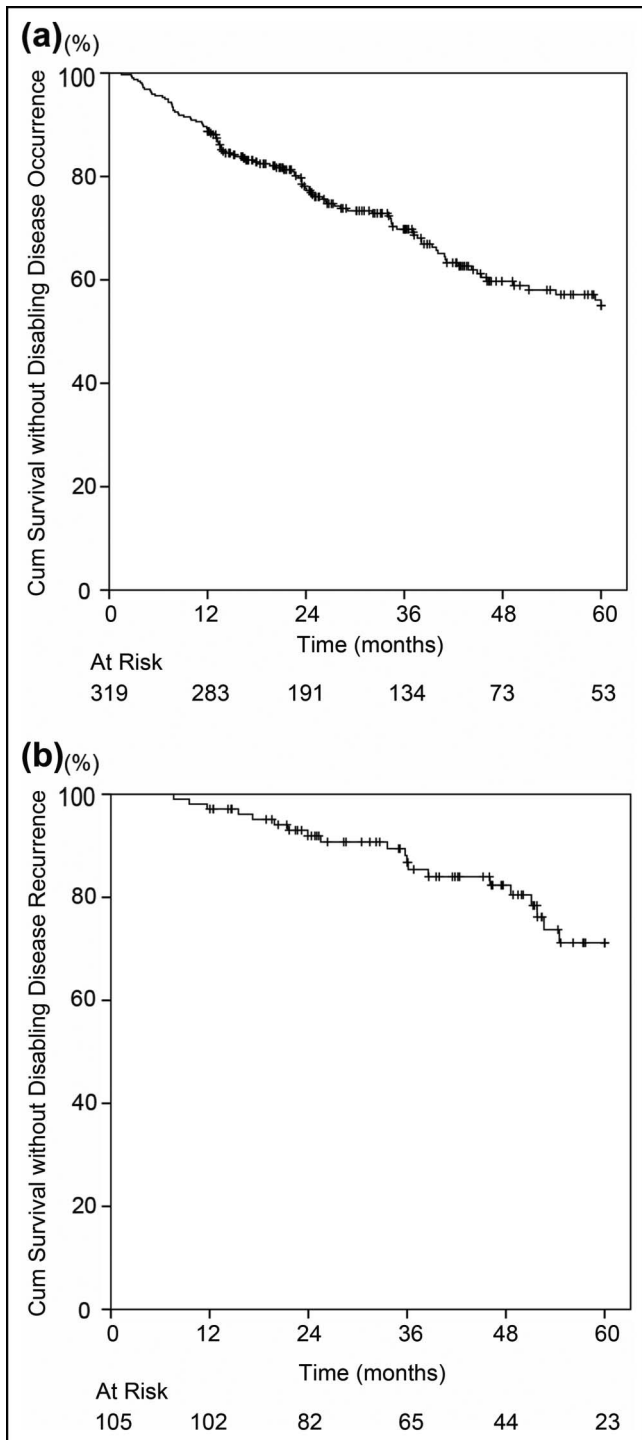 (a)(%)
Cum Survival without Disabling Disease Occurrence
100
80
60
40
20
0
0 12 24 36 48 60
Time (months)
At Risk
319 283 191 134 73 53
(b)(%)
Cum Survival without Disabling Disease Recurrence
100
80
60
40
20
0
0 12 24 36 48 60
Time (months)
At Risk
105 102 82 65 44 23